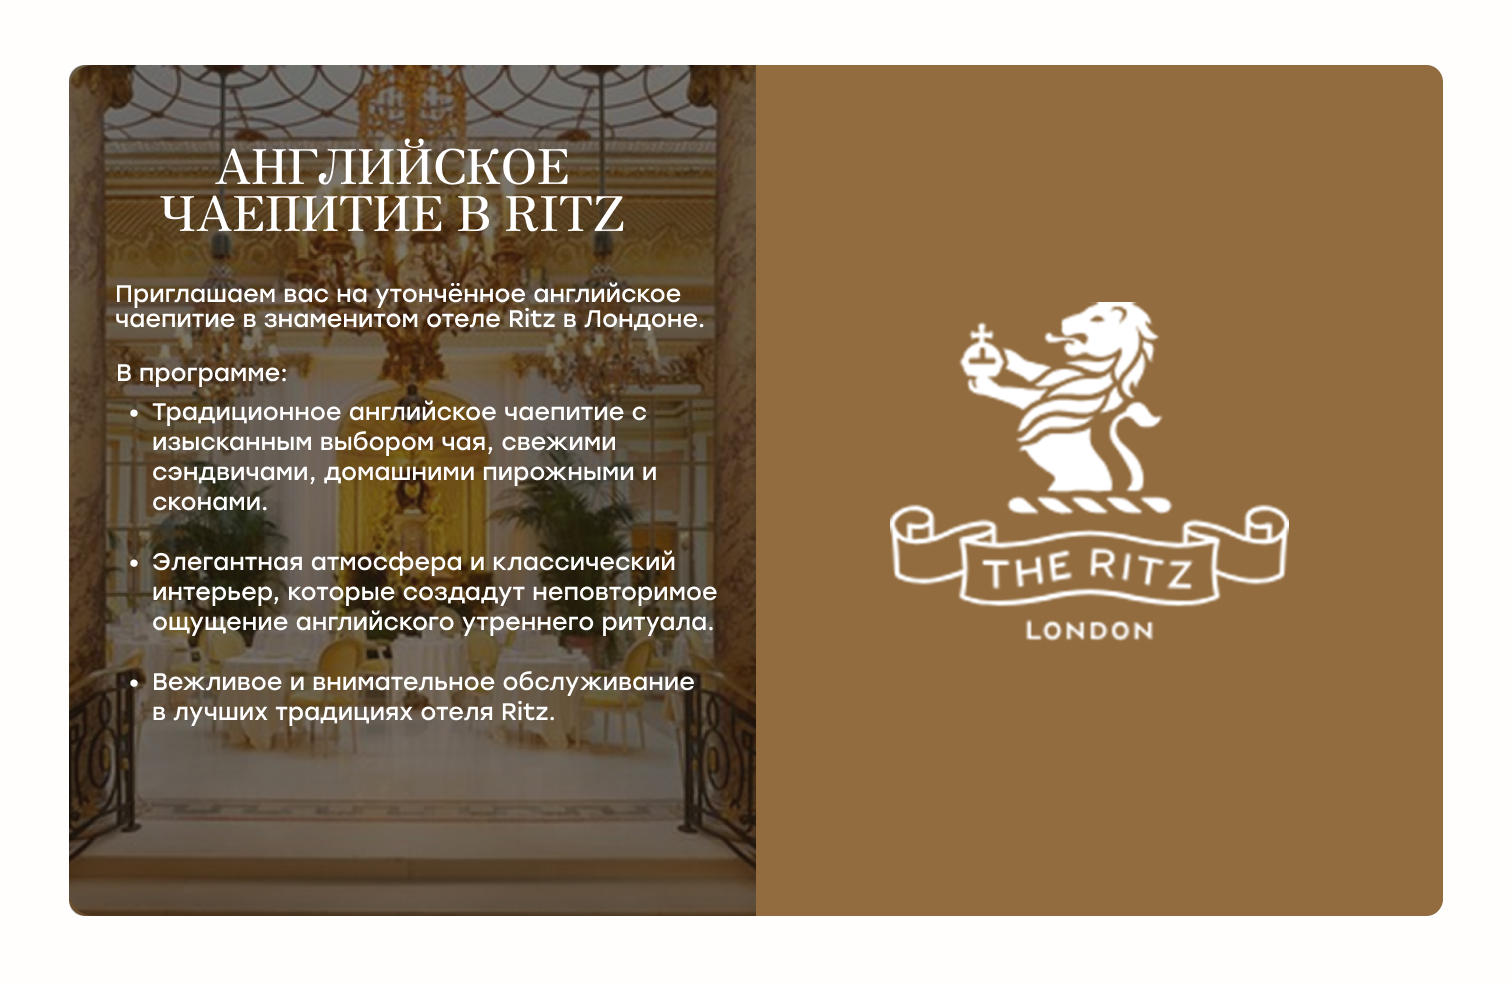 АНГЛИЙСКОЕ
ЧАЕПИТИЕ В RITZ
Приглашаем вас на утончённое английское
чаепитие в знаменитом отеле Ritz в Лондоне.
В программе:
• Традиционное английское чаепитие с
изысканным выбором чая, свежими
сэндвичами, домашними пирожными и
сконами.
• Элегантная атмосфера и классический
интерьер, которые создадут неповторимое
ощущение английского утреннего ритуала.
• Вежливое и внимательное обслуживание
в лучших традициях отеля Ritz.
THE RITZ
LONDON